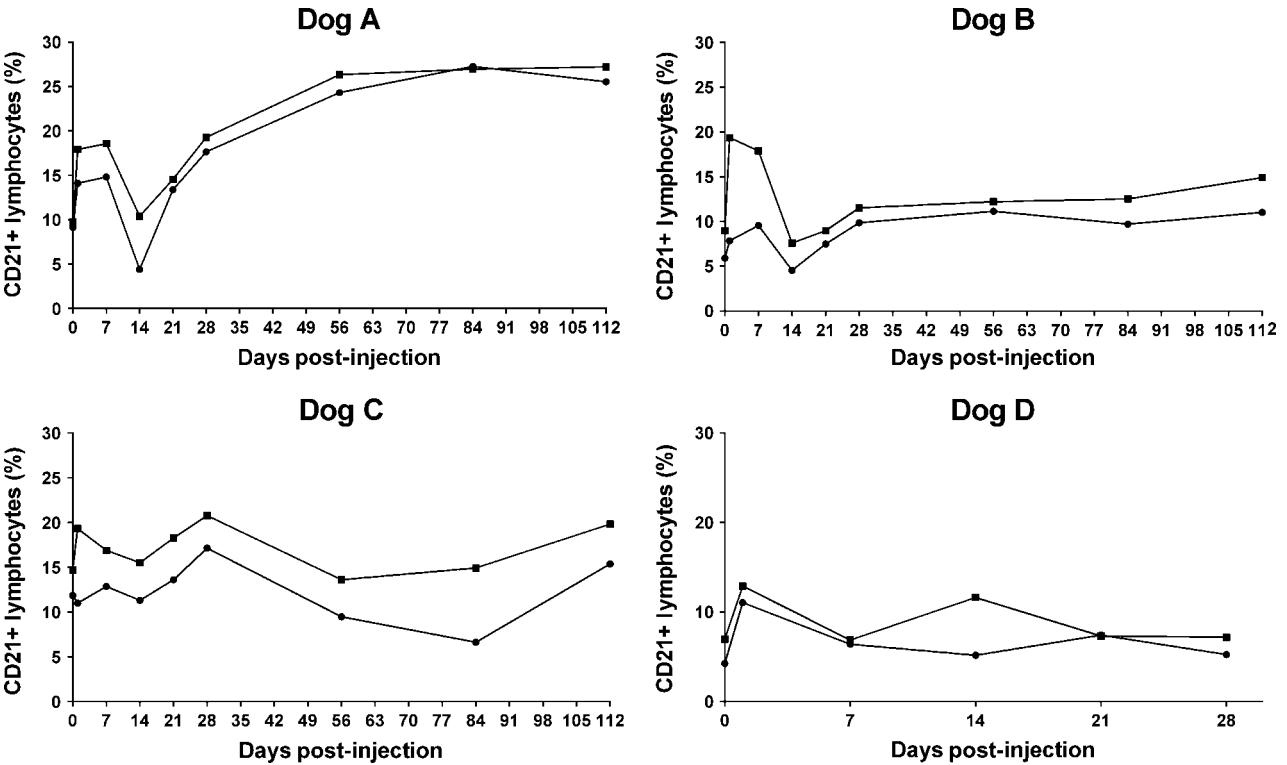 Dog A
CD21+ lymphocytes (%)
30
25
20
15
10
5
0
0 7 14 21 28 35 42 49 56 63 70 77 84 91 98 105 112
Days post-injection
Dog B
CD21+ lymphocytes (%)
30
25
20
15
10
5
0
0 7 14 21 28 35 42 49 56 63 70 77 84 91 98 105 112
Days post-injection
Dog C
CD21+ lymphocytes (%)
30
25
20
15
10
5
0
0 7 14 21 28 35 42 49 56 63 70 77 84 91 98 105 112
Days post-injection
Dog D
CD21+ lymphocytes (%)
30
20
10
0
0 7 14 21 28
Days post-injection